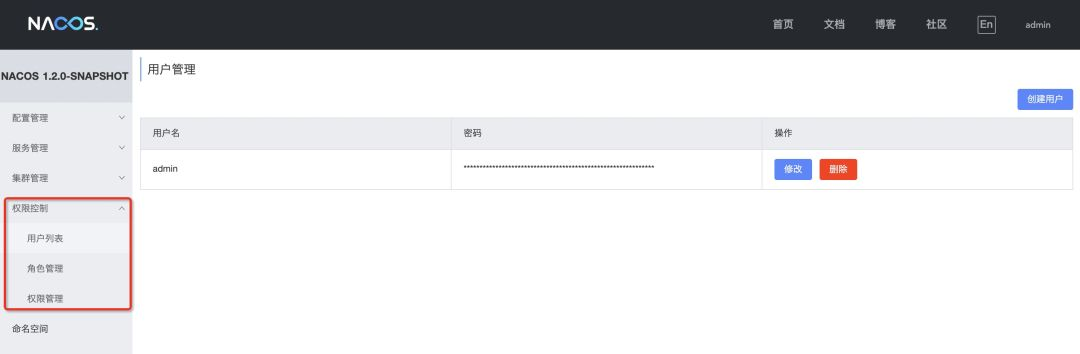 NACOS.
首页 文档 博客 社区 En admin
NACOS 1.2.0-SNAPSHOT
配置管理
服务管理
集群管理
权限控制
用户列表
角色管理
权限管理
命名空间
用户管理
创建用户
用户名 密码 操作
admin ************************************************************ 修改 删除